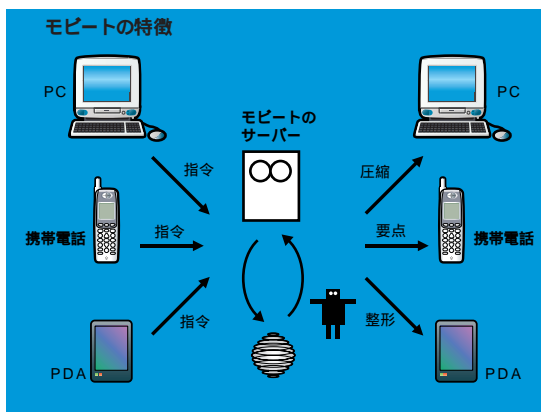 モビートの特徴
PC
PC
モビートの
サーバー
指令
圧縮
携帯電話
指令
要点
携帯電話
指令
整形
PDA
PDA